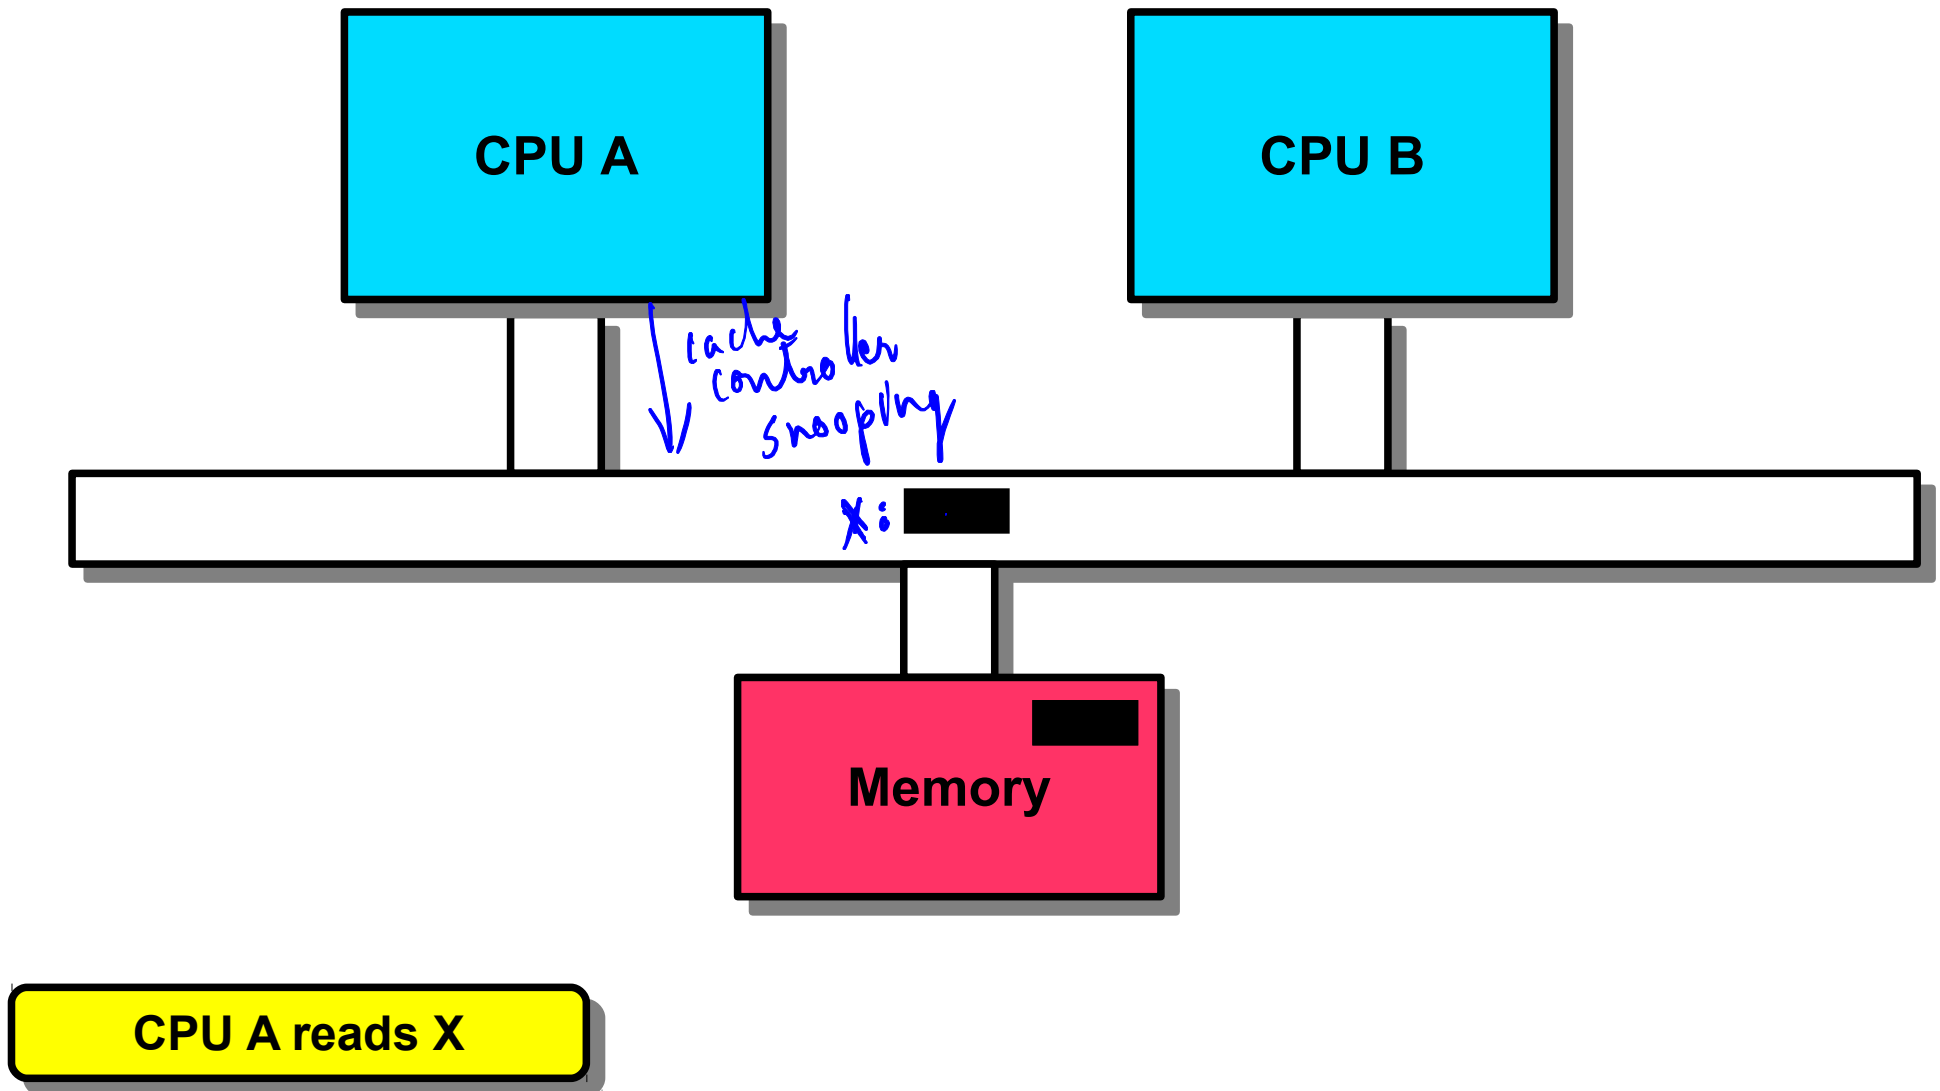 CPU A
CPU B
cache
controller
snooping
X:
Memory
CPU A reads X